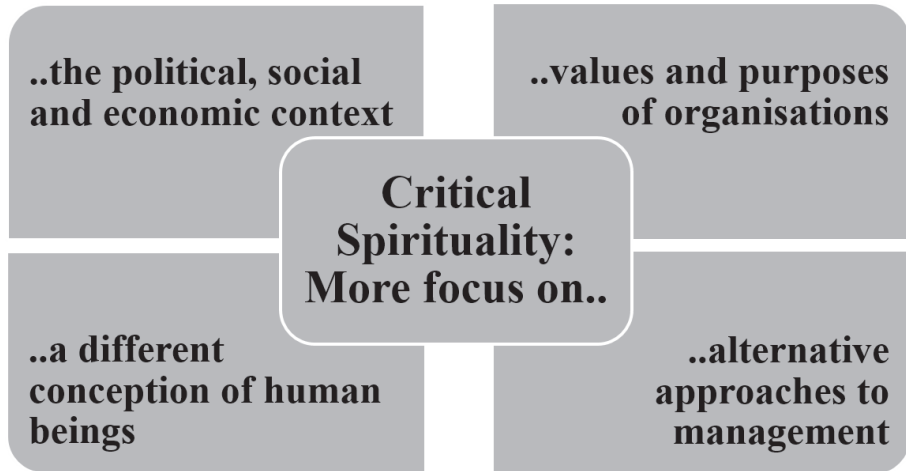 ..the political, social
and economic context
..values and purposes
of organisations
Critical
Spirituality:
More focus on..
..a different
conception of human
beings
..alternative
approaches to
management